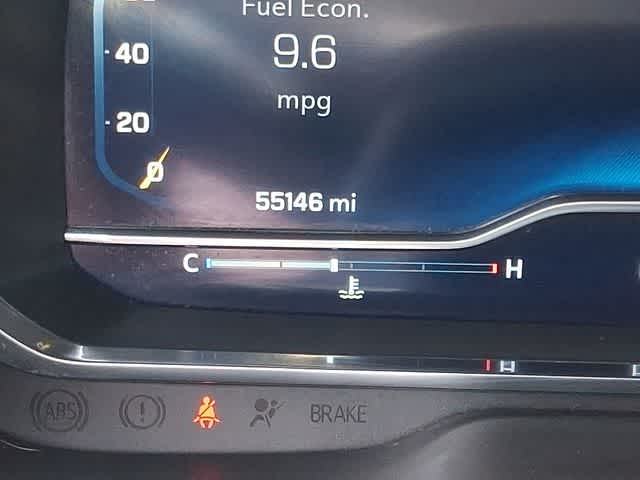 Fuel Econ.
9.6
mpg
40
20
0
55146 mi
C H
H
ABS ! BRAKE